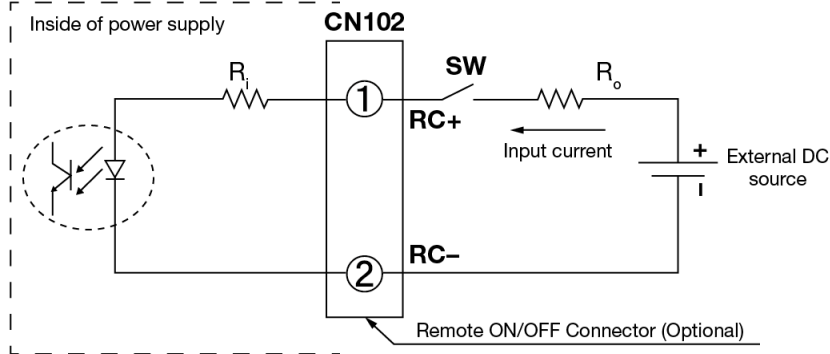 Inside of power supply
CN102
Ri
1
SW
Ro
RC+
Input current
+
External DC
source
-
RC–
2
Remote ON/OFF Connector (Optional)